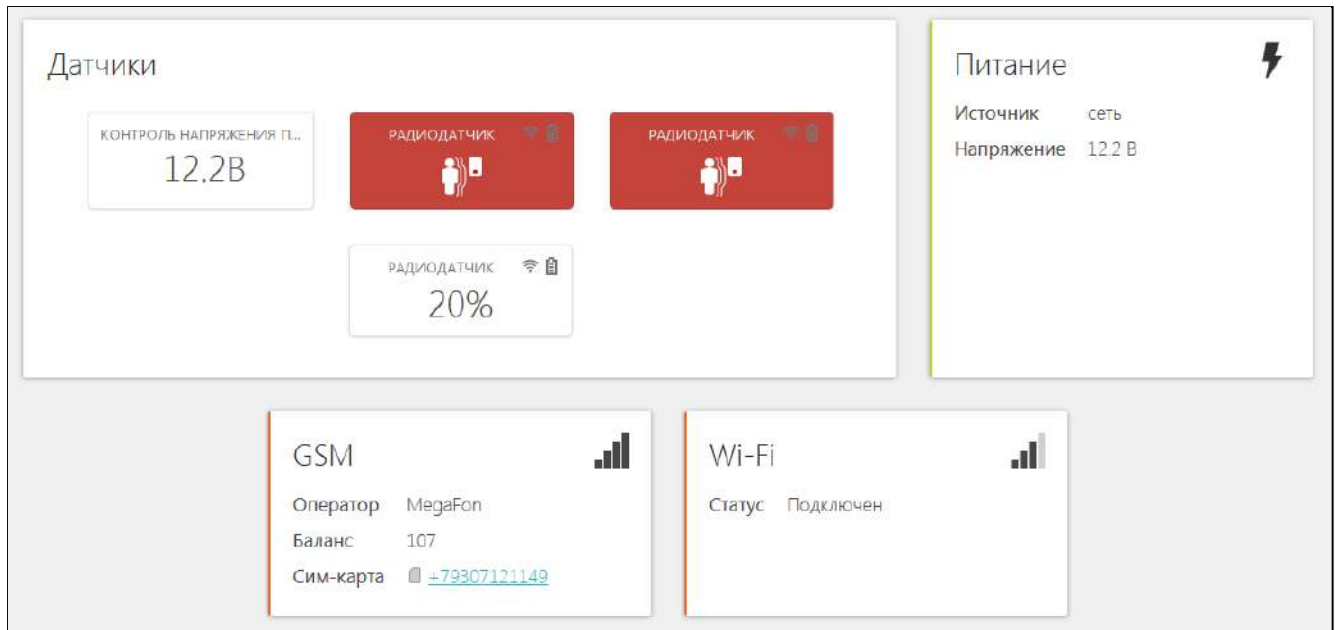 Датчики
КОНТРОЛЬ НАПРЯЖЕНИЯ П...
12.2В
РАДИОДАТЧИК
РАДИОДАТЧИК
РАДИОДАТЧИК
20%
Питание
Источник сеть
Напряжение 12.2 В
GSM
Оператор MegaFon
Баланс 107
Сим-карта +79307121149
Wi-Fi
Статус Подключен